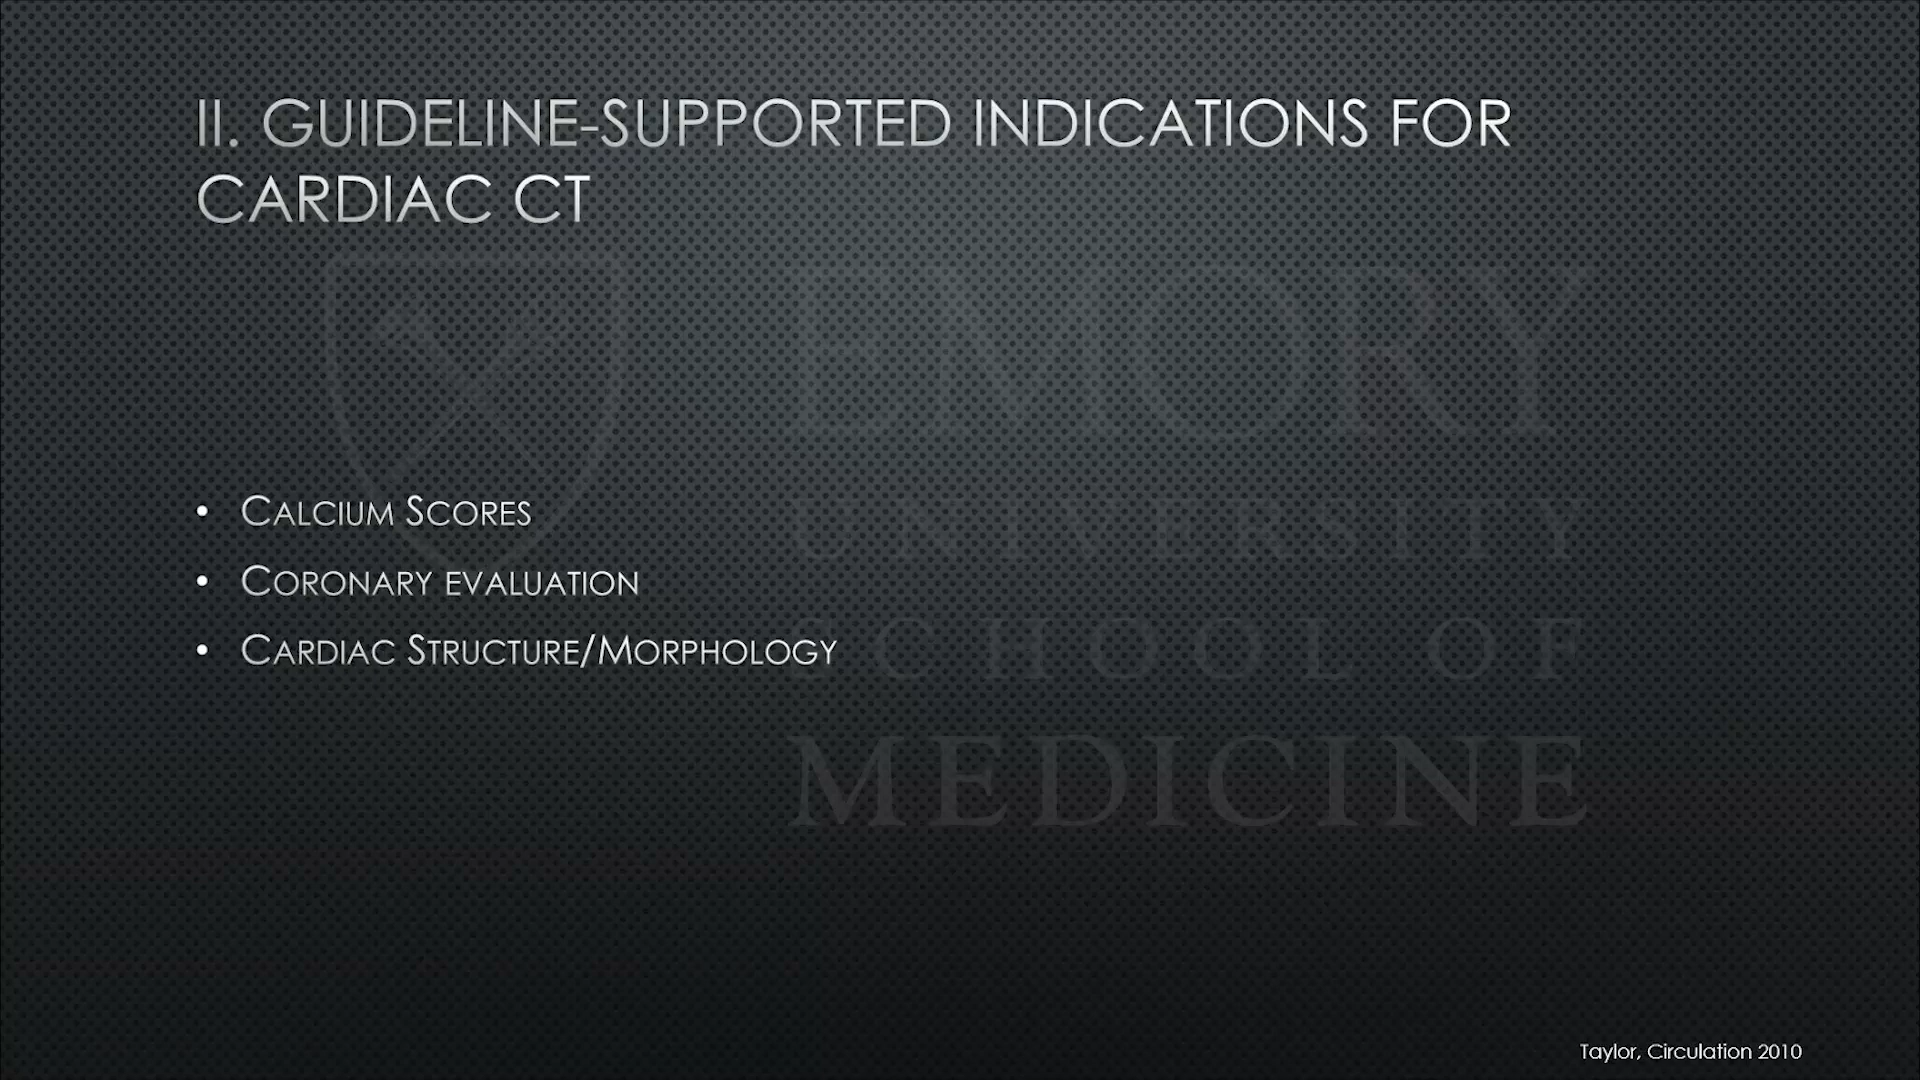 II. GUIDELINE-SUPPORTED INDICATIONS FOR
CARDIAC CT
• CALCIUM SCORES
• CORONARY EVALUATION
• CARDIAC STRUCTURE/MORPHOLOGY
EMORY
UNIVERSITY
SCHOOL OF
MEDICINE
Taylor, Circulation 2010